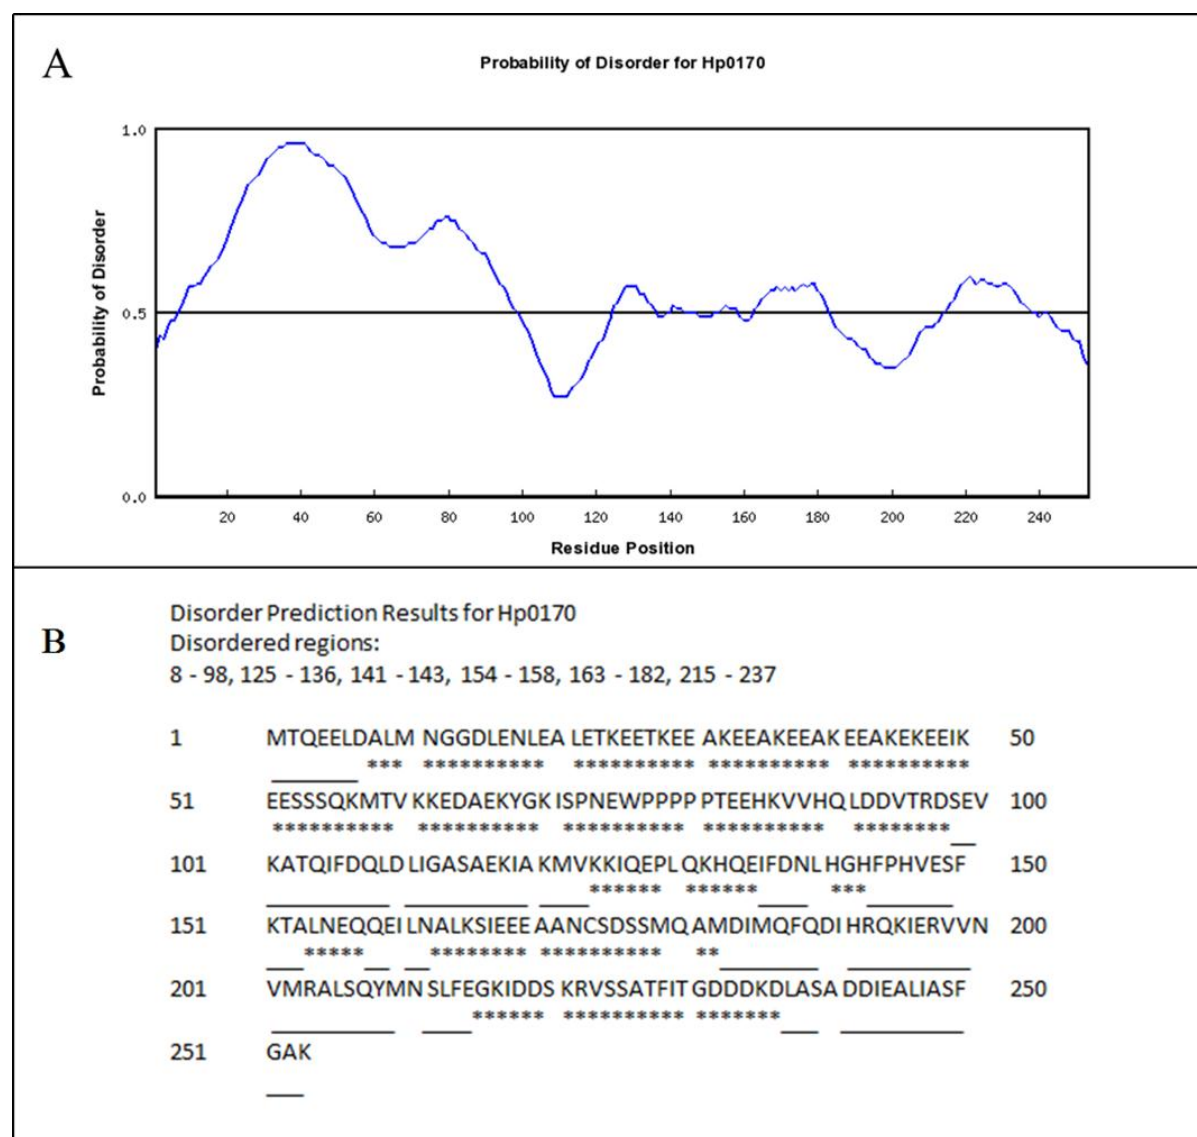 A
Probability of Disorder for Hp0170
1.0
Probability of Disorder
0.5
0.0
20 40 60 80 100 120 140 160 180 200 220 240
Residue Position
B
Disorder Prediction Results for Hp0170
Disordered regions:
8 - 98, 125 - 136, 141 - 143, 154 - 158, 163 - 182, 215 - 237
1 MTQEELDALM NGGDLENLEA LETKEETKEE AKEEAKEEAK EEAKEKEEIK 50
*** ********** ********** ********** **********
51 EESSSQKMTV KKEDAEKYGK ISPNEWPPPP PTEEHKVVHQ LDDVTRDSEV 100
********** ********** ********** ********** ********
101 KATQIFDQLD LIGASAEKIA KMVKKIQEPL QKHQEIFDNL HGHFPHVESF 150
****** ****** ***
151 KTALNEQQEI LNALKSIEEE AANCSDSSMQ AMDIMQFQDI HRQKIERVVN 200
***** ******** ********** **
201 VMRALSQYMN SLFEGKIDDS KRVSSATFIT GDDDKDLASA DDIEALIASF 250
****** ********** *******
251 GAK